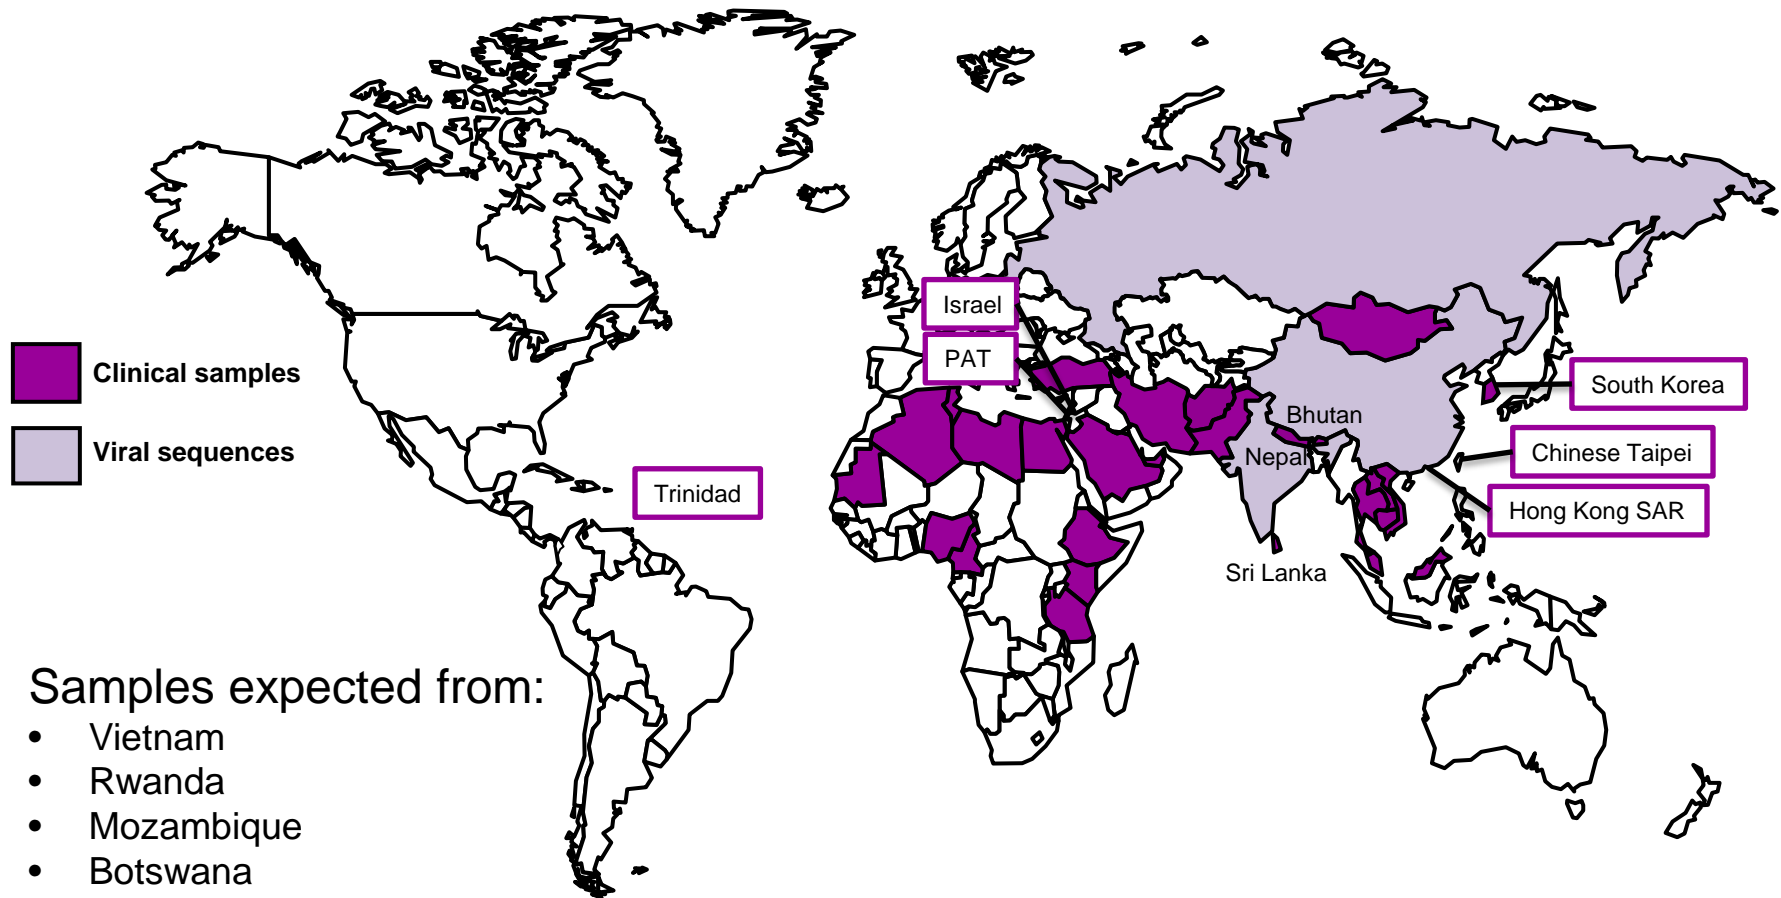 Israel
PAT
South Korea
Clinical samples
Bhutan
Viral sequences
Nepal
Chinese Taipei
Trinidad
Hong Kong SAR
Sri Lanka
Samples expected from:
• Vietnam
• Rwanda
• Mozambique
• Botswana